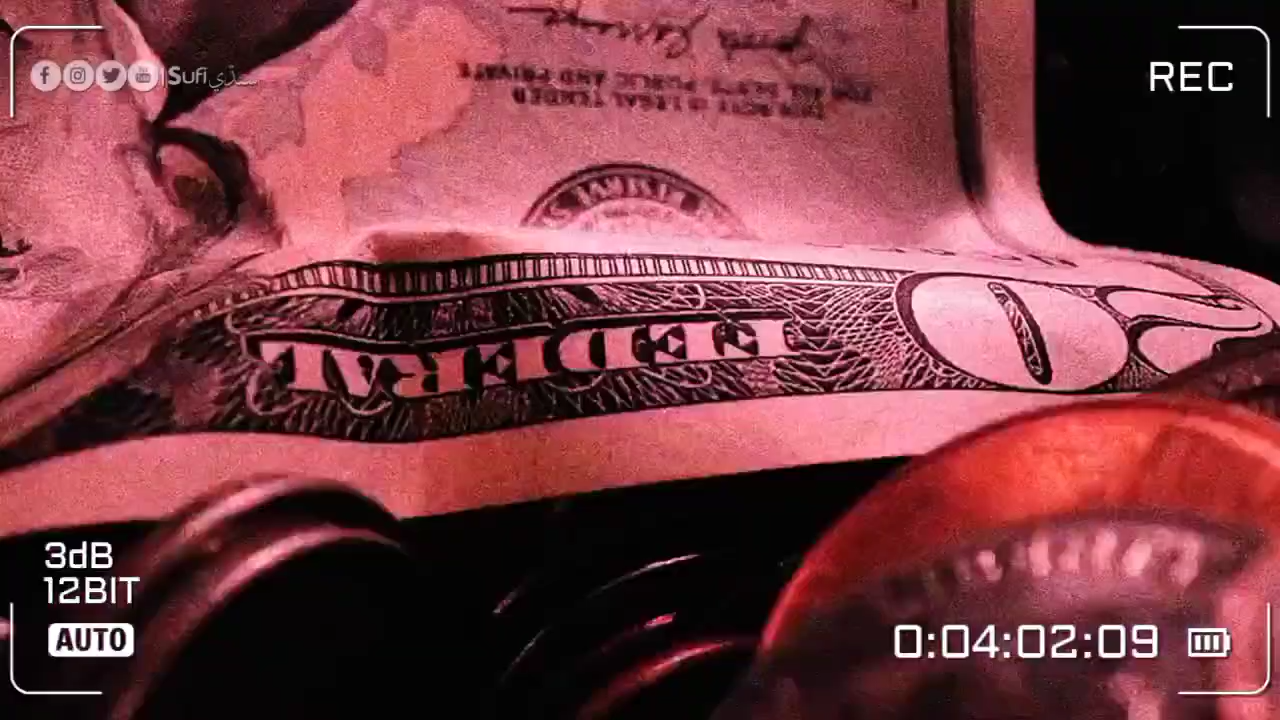 Sufi
REC
THIS NOTE IS LEGAL TENDER
FOR ALL DEBTS PUBLIC AND PRIVATE
FEDERAL
20
3dB
12BIT
AUTO
0:04:02:09